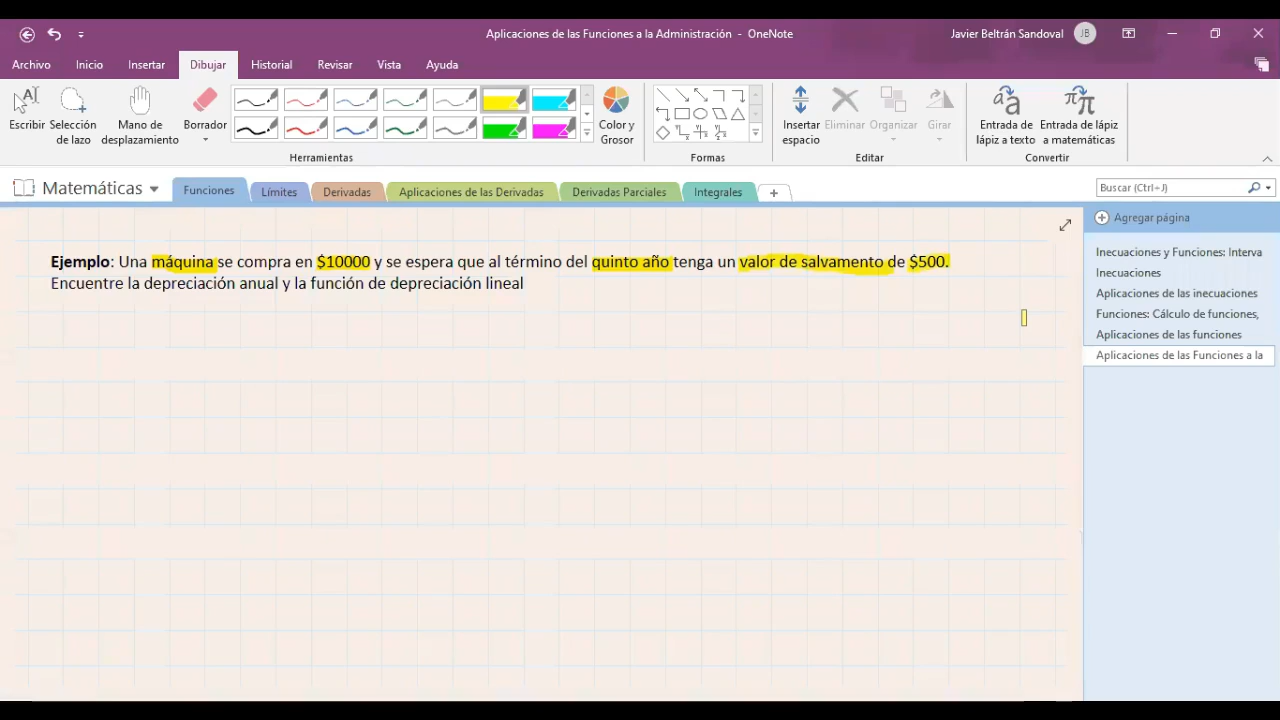 Aplicaciones de las Funciones a la Administración - OneNote
Javier Beltrán Sandoval JB
Archivo Inicio Insertar Dibujar Historial Revisar Vista Ayuda
Escribir
Selección de lazo
Mano de desplazamiento
Borrador
Color y Grosor
Insertar espacio
Eliminar
Organizar
Girar
Entrada de lápiz a texto
Entrada de lápiz a matemáticas
Herramientas Formas Editar Convertir
Matemáticas Funciones Límites Derivadas Aplicaciones de las Derivadas Derivadas Parciales Integrales +
Buscar (Ctrl+J)
Ejemplo: Una máquina se compra en $10000 y se espera que al término del quinto año tenga un valor de salvamento de $500.
Encuentre la depreciación anual y la función de depreciación lineal
Agregar página
Inecuaciones y Funciones: Interva
Inecuaciones
Aplicaciones de las inecuaciones
Funciones: Cálculo de funciones,
Aplicaciones de las funciones
Aplicaciones de las Funciones a la